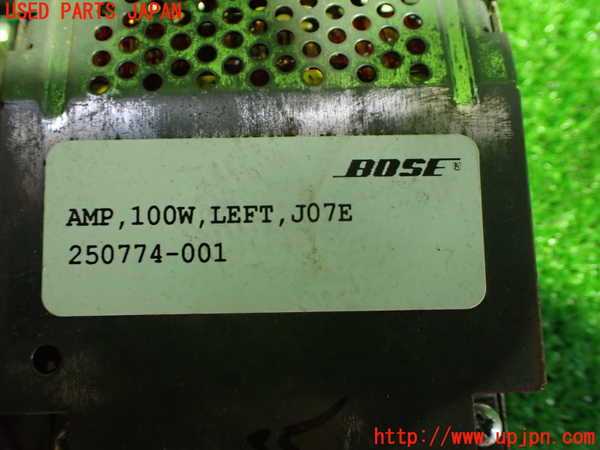 USED PARTS JAPAN
BOSE
AMP,100W,LEFT,J07E
250774-001
http://www.upjpn.com/